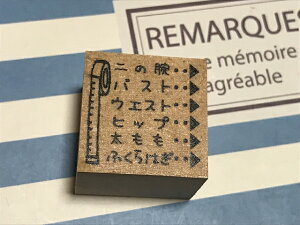 REMARQUE
e mémoire
agréable
二の腕…
バスト…
ウエスト…
ヒップ…
太もも…
ふくらはぎ…